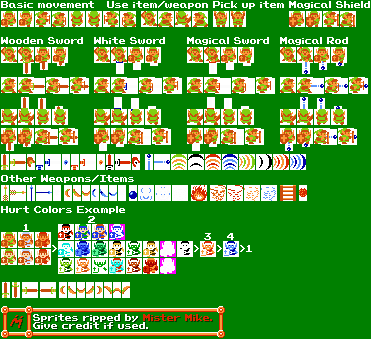 Basic movement Use item/weapon Pick up item Magical Shield
Wooden Sword White Sword Magical Sword Magical Rod
Other Weapons/Items
Hurt Colors Example
1 2 3 4
> > >1
Sprites ripped by Mister Mike.
Give credit if used.